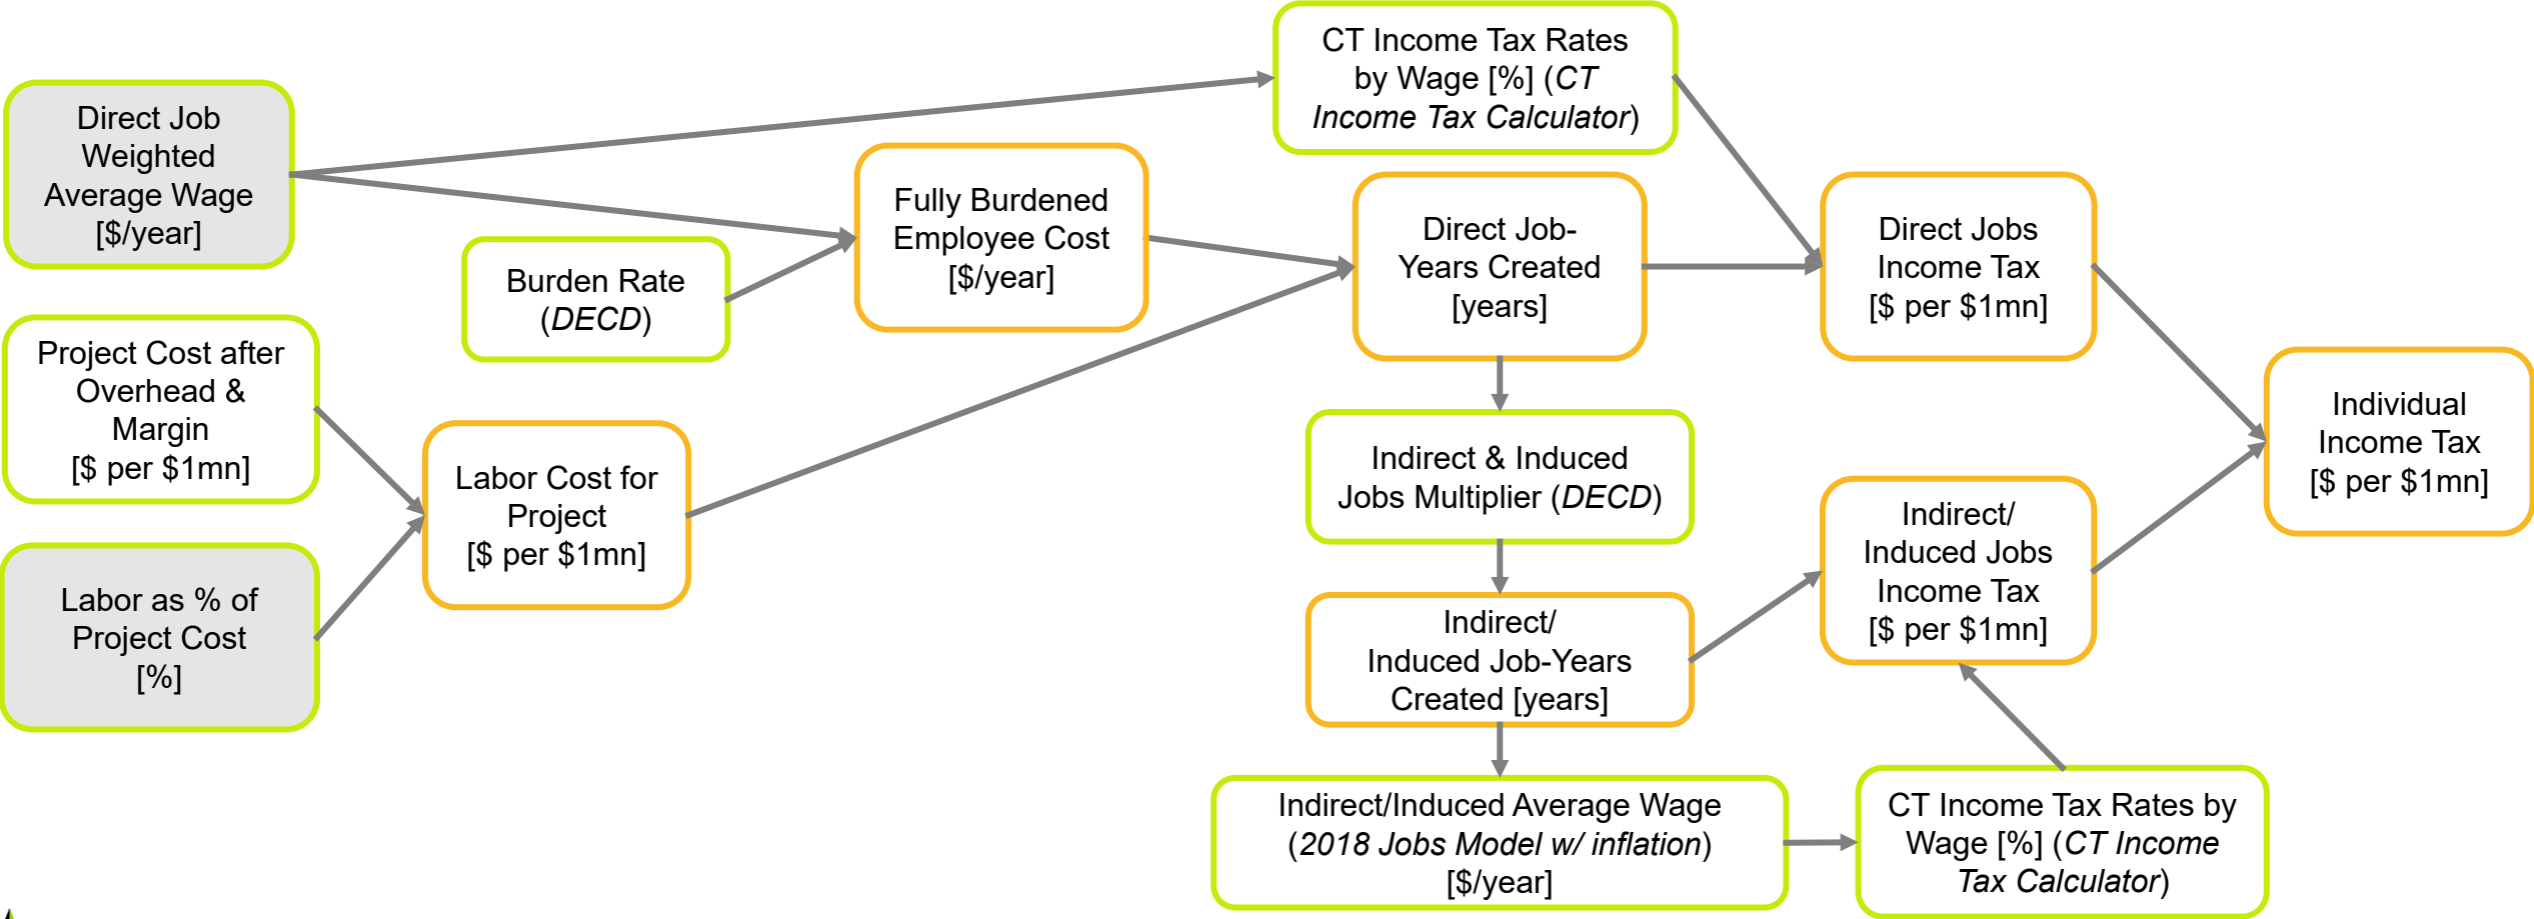 CT Income Tax Rates
by Wage [%] (CT
Income Tax Calculator)
Direct Job
Weighted
Average Wage
[$/year]
Fully Burdened
Employee Cost
[$/year]
Direct Job-
Years Created
[years]
Direct Jobs
Income Tax
[$ per $1mn]
Burden Rate
(DECD)
Project Cost after
Overhead &
Margin
[$ per $1mn]
Individual
Income Tax
[$ per $1mn]
Labor Cost for
Project
[$ per $1mn]
Indirect & Induced
Jobs Multiplier (DECD)
Indirect/
Induced Jobs
Income Tax
[$ per $1mn]
Labor as % of
Project Cost
[%]
Indirect/
Induced Job-Years
Created [years]
Indirect/Induced Average Wage
(2018 Jobs Model w/ inflation)
[$/year]
CT Income Tax Rates by
Wage [%] (CT Income
Tax Calculator)